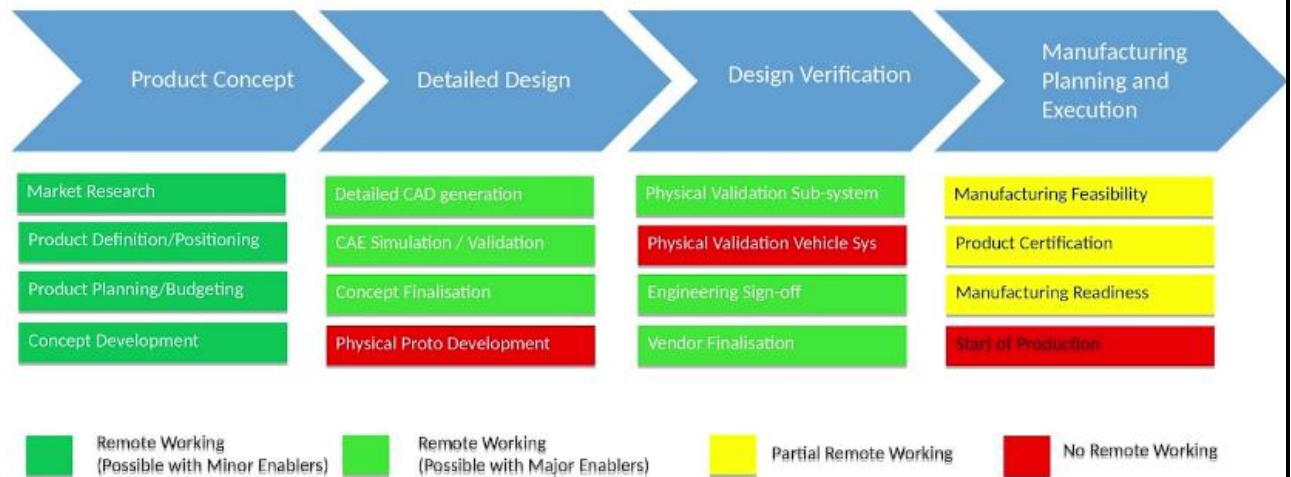 Product Concept
Detailed Design
Design Verification
Manufacturing
Planning and
Execution
Market Research
Product Definition/Positioning
Product Planning/Budgeting
Concept Development
Detailed CAD generation
CAE Simulation / Validation
Concept Finalisation
Physical Proto Development
Physical Validation Sub-system
Physical Validation Vehicle Sys
Engineering Sign-off
Vendor Finalisation
Manufacturing Feasibility
Product Certification
Manufacturing Readiness
Start of Production
Remote Working
(Possible with Minor Enablers)
Remote Working
(Possible with Major Enablers)
Partial Remote Working
No Remote Working